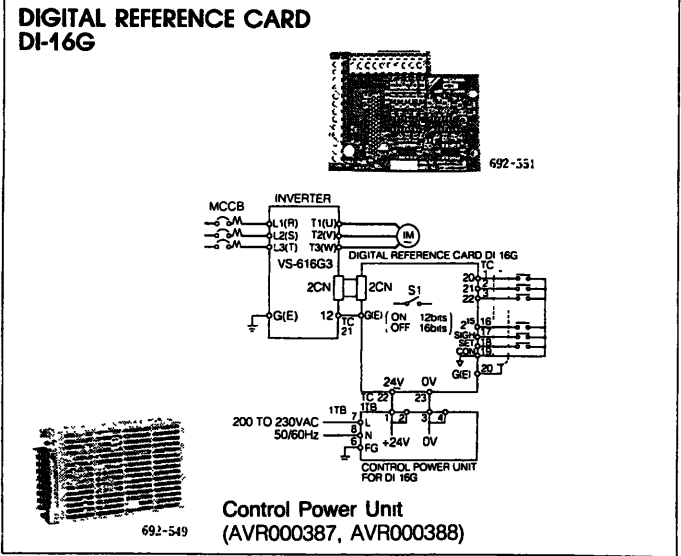 DIGITAL REFERENCE CARD
DI-16G
692-551
INVERTER
MCCB
L1(R) T1(U)
L2(S) T2(V)
L3(T) T3(W)
IM
VS-616G3
DIGITAL REFERENCE CARD DI 16G
TC
20 1
21 2
22 3
2CN 2CN
S1
ON 12bits
OFF 16bits
G(E) 12 TC 21 G(E)
2¹⁵ 16
SIGH 17
SET 18
CON 19
G(E) 20
24V 0V
TC 22 23
1TB 1TB
200 TO 230VAC 7 L 1 2 3 4
50/60Hz 8 N +24V 0V
6 FG
CONTROL POWER UNIT
FOR DI 16G
692-549
Control Power Unit
(AVR000387, AVR000388)